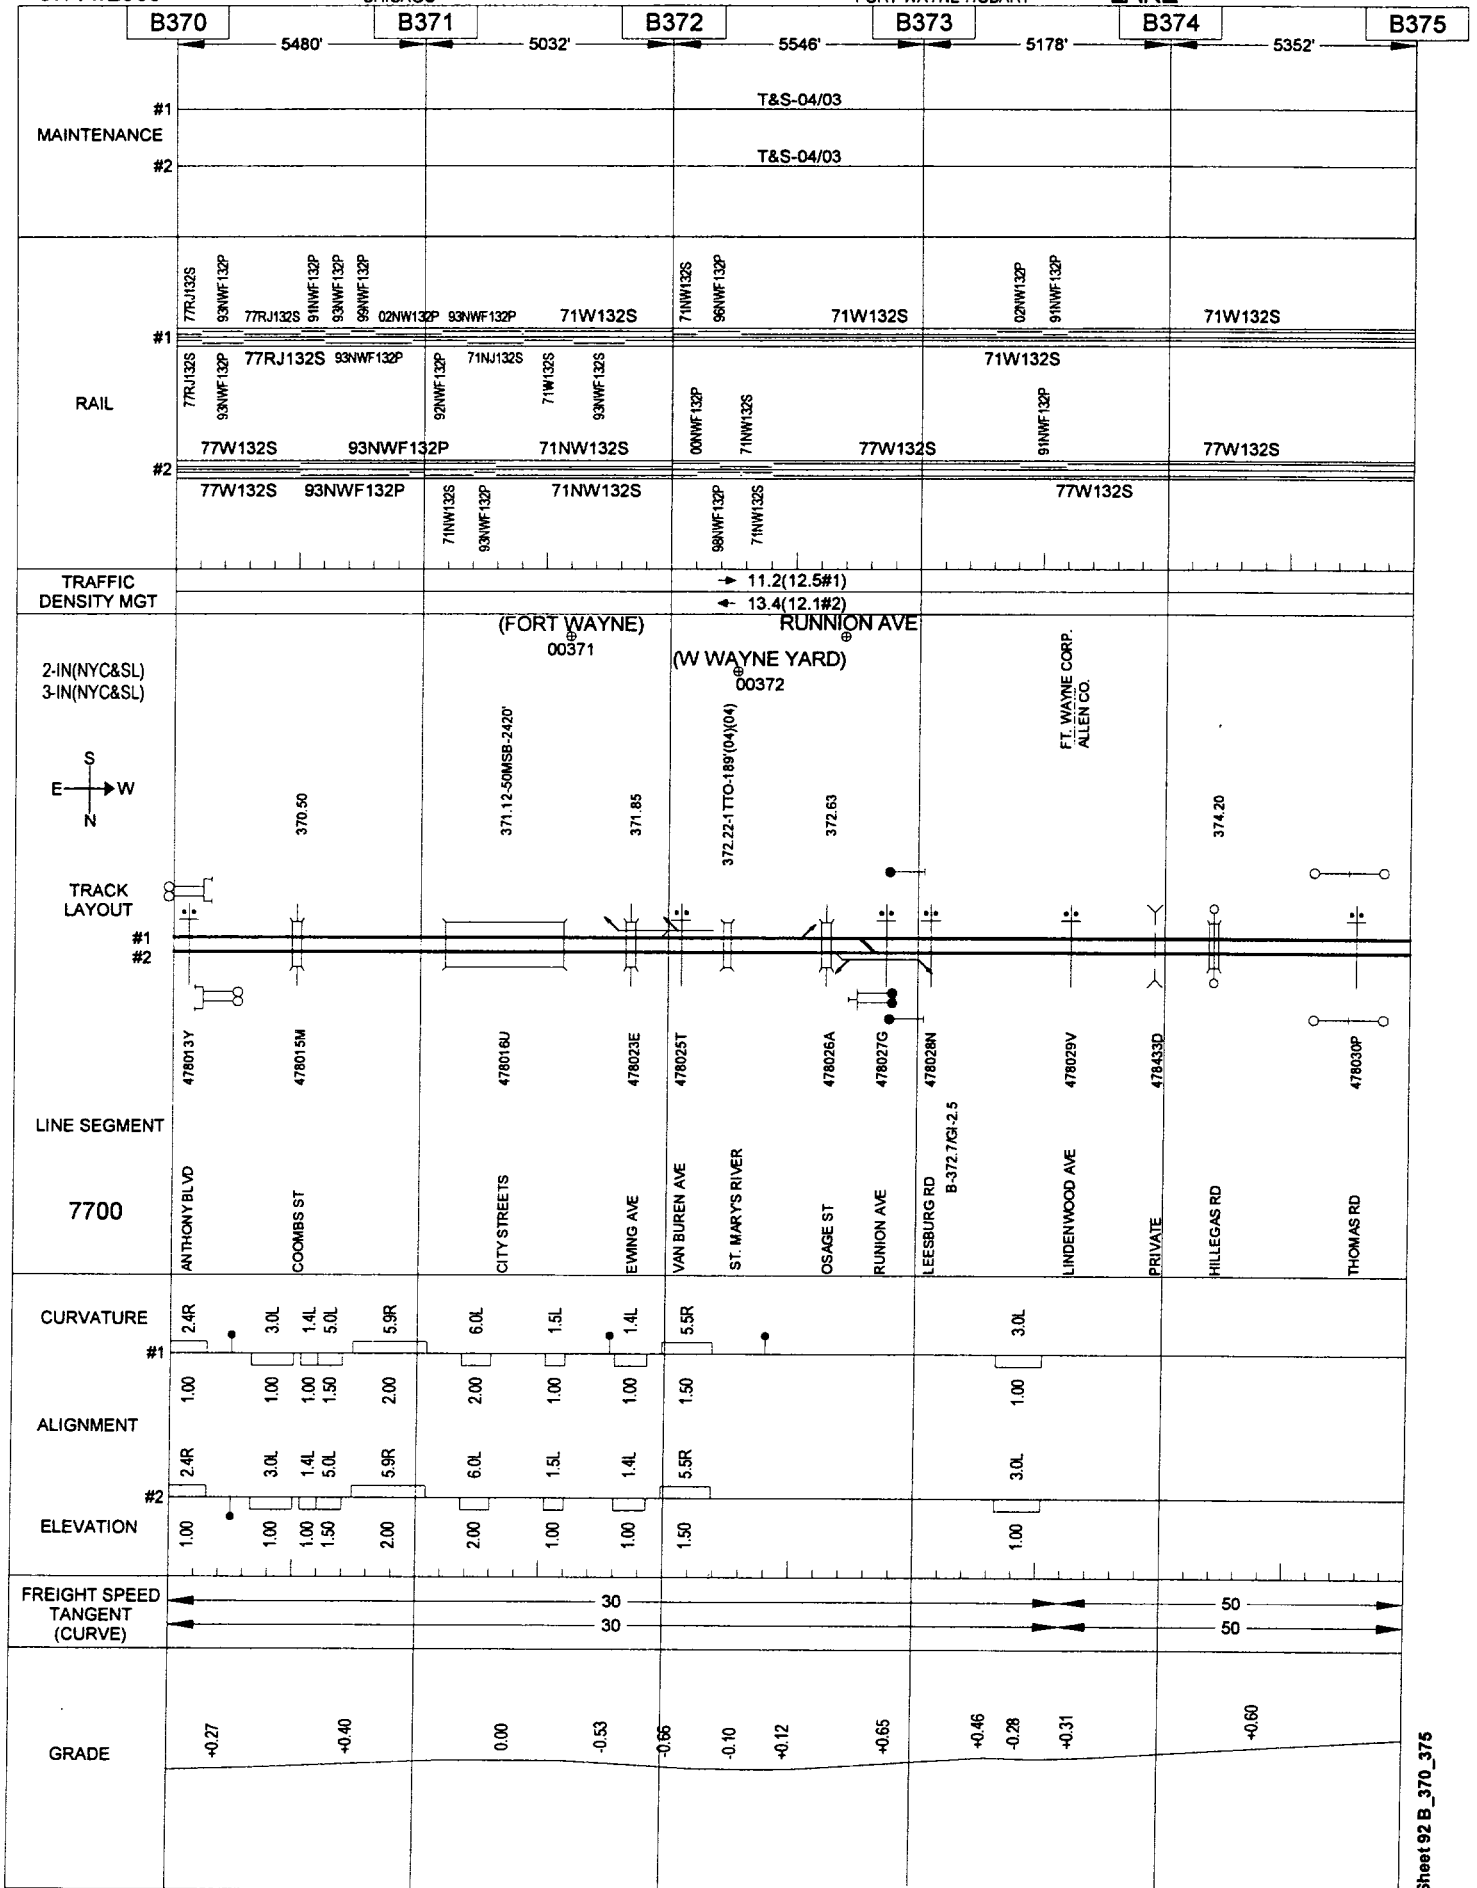 B370 B371 B372 B373 B374 B375
5480' 5032' 5546' 5178' 5352'
#1 T&S-04/03
MAINTENANCE
#2 T&S-04/03
77RJ132S 93NWF132P 77RJ132S 91NWF132P 93NWF132P 99NWF132P 02NW132P 93NWF132P 71W132S 71NW132S 96NWF132P 71W132S 02NW132P 91NWF132P 71W132S
#1
77RJ132S 93NWF132P 77RJ132S 93NWF132P 92NWF132P 71NJ132S 71W132S 93NWF132S 71W132S
RAIL
77W132S 93NWF132P 71NW132S 00NWF132P 71NW132S 77W132S 91NWF132P 77W132S
#2
77W132S 93NWF132P 71NW132S 93NWF132P 71NW132S 98NWF132P 71NW132S 77W132S
TRAFFIC
DENSITY MGT
11.2(12.5#1)
13.4(12.1#2)
(FORT WAYNE) RUNNION AVE
00371
(W WAYNE YARD)
00372
2-IN(NYC&SL)
3-IN(NYC&SL)
FT. WAYNE CORP.
ALLEN CO.
S
E W
N
370.50 371.12-50MSB-2420' 371.85 372.22-1TTO-189'(04)(04) 372.63 374.20
TRACK
LAYOUT
#1
#2
478013Y 478015M 478016U 478023E 478025T 478026A 478027G 478028N 478029V 478433D 478030P
LINE SEGMENT
7700
B-372.7/GI-2.5
ANTHONY BLVD COOMBS ST CITY STREETS EWING AVE VAN BUREN AVE ST. MARY'S RIVER OSAGE ST RUNION AVE LEESBURG RD LINDENWOOD AVE PRIVATE HILLEGAS RD THOMAS RD
CURVATURE
2.4R 3.0L 1.4L 5.0L 5.9R 6.0L 1.5L 1.4L 5.5R 3.0L
#1
1.00 1.00 1.00 1.50 2.00 2.00 1.00 1.00 1.50 1.00
ALIGNMENT
2.4R 3.0L 1.4L 5.0L 5.9R 6.0L 1.5L 1.4L 5.5R 3.0L
#2
ELEVATION
1.00 1.00 1.00 1.50 2.00 2.00 1.00 1.00 1.50 1.00
FREIGHT SPEED
TANGENT
(CURVE)
30 50
30 50
GRADE
+0.27 +0.40 0.00 -0.53 -0.66 -0.10 +0.12 +0.65 +0.46 -0.28 +0.31 +0.60
Sheet 92 B_370_375